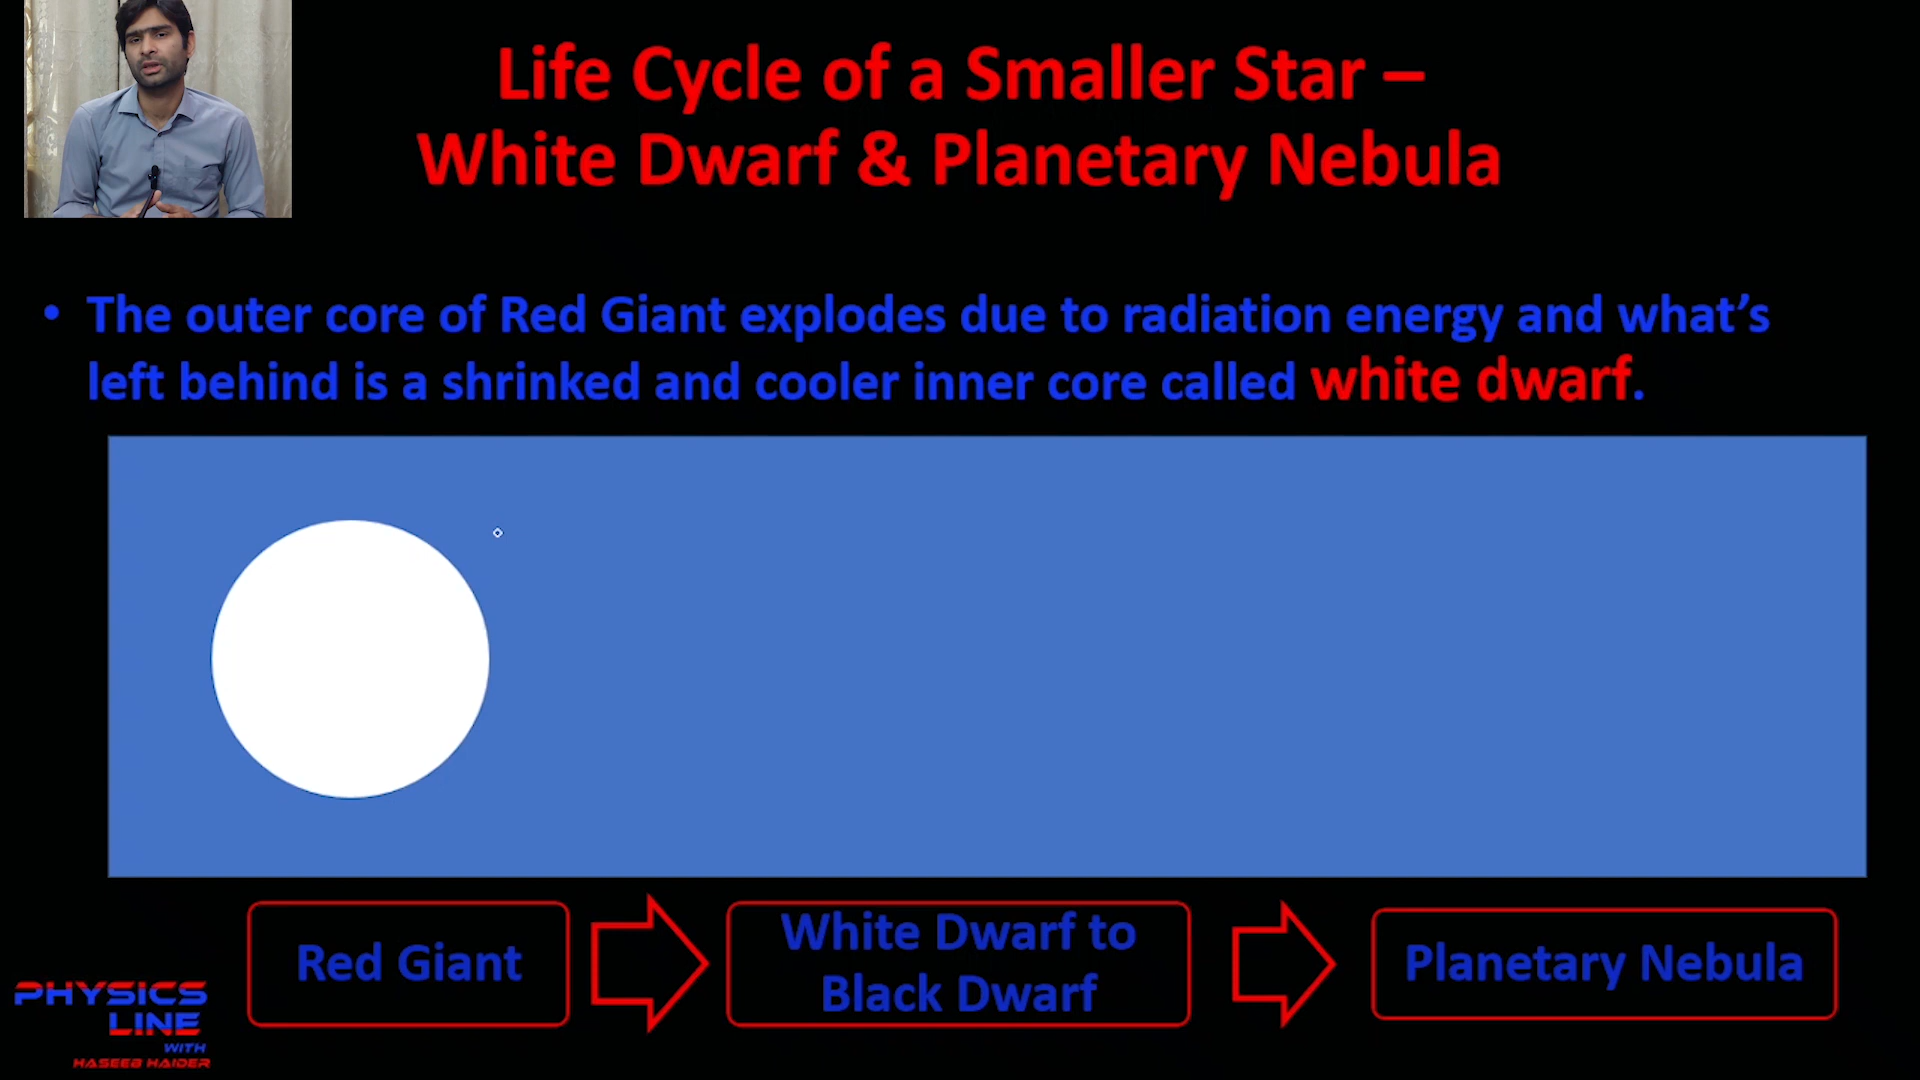 Life Cycle of a Smaller Star –
White Dwarf & Planetary Nebula
• The outer core of Red Giant explodes due to radiation energy and what’s
left behind is a shrinked and cooler inner core called white dwarf.
Red Giant
White Dwarf to
Black Dwarf
Planetary Nebula
PHYSICS
LINE
WITH
HASEEB HAIDER